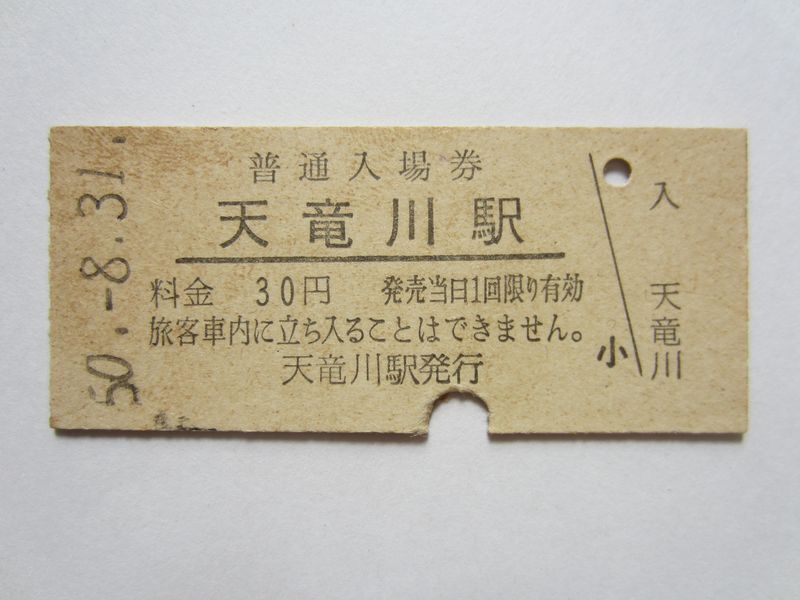 50.-8.31.
普通入場券
天竜川駅
料金 30円 発売当日1回限り有効
旅客車内に立ち入ることはできません。
天竜川駅発行
小
入
天竜川